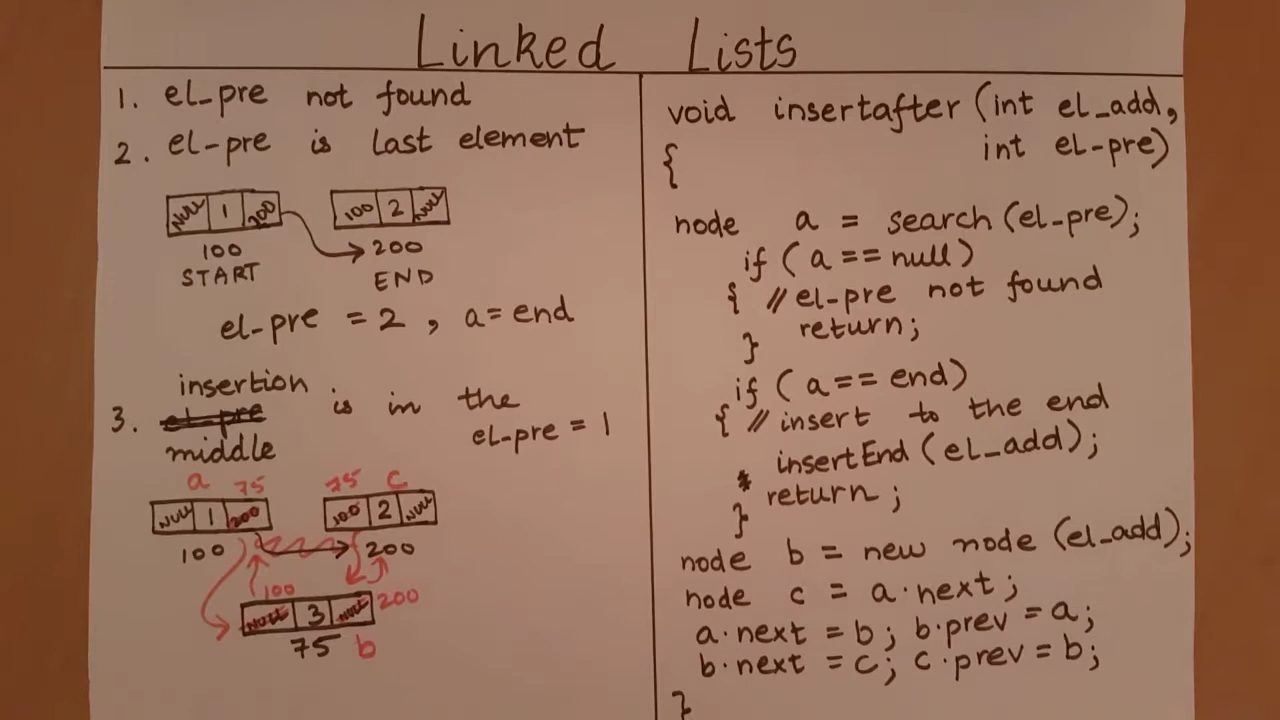 Linked Lists
1. el_pre not found
2. el-pre is last element
NULL 1 200
100 2 NULL
100
200
START
END
el-pre = 2, a = end
insertion
3. el pre is in the
middle
el-pre = 1
a 75
75 c
NULL 1 200
100 2 NULL
100
200
100
200
NULL 3 NULL
75 b
void insertafter (int el_add,
int el-pre)
{
node a = search (el-pre);
if (a == null)
{ // el-pre not found
return;
}
if (a == end)
{ // insert to the end
insertEnd (el_add);
return;
}
node b = new node (el_add);
node c = a.next;
a.next = b; b.prev = a;
b.next = c; c.prev = b;
}